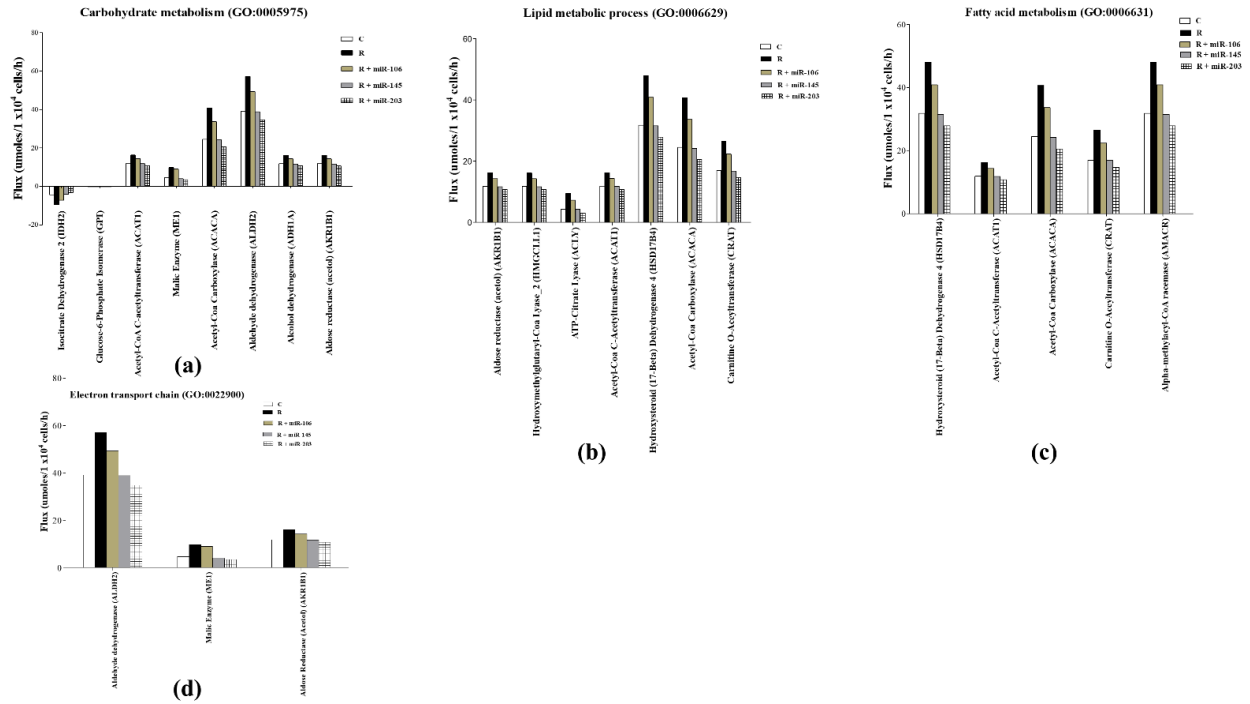 Carbohydrate metabolism (GO:0005975)
Flux (umoles/1 x10⁴ cells/h)
80
60
40
20
0
-20
C
R
R + miR-106
R + miR-145
R + miR-203
Isocitrate Dehydrogenase 2 (IDH2)
Glucose-6-Phosphate Isomerase (GPI)
Acetyl-CoA C-acetyltransferase (ACAT1)
Malic Enzyme (ME1)
Acetyl-Coa Carboxylase (ACACA)
Aldehyde dehydrogenase (ALDH2)
Alcohol dehydrogenase (ADH1A)
Aldose reductase (acetol) (AKR1B1)
(a)
Lipid metabolic process (GO:0006629)
Flux (umoles/1 x10⁴ cells/h)
60
40
20
0
C
R
R + miR-106
R + miR-145
R + miR-203
Aldose reductase (acetol) (AKR1B1)
Hydroxymethylglutaryl-Coa Lyase_2 (HMGCLL1)
ATP-Citrate Lyase (ACLY)
Acetyl-Coa C-Acetyltransferase (ACAT1)
Hydroxysteroid (17-Beta) Dehydrogenase 4 (HSD17B4)
Acetyl-Coa Carboxylase (ACACA)
Carnitine O-Accyltransferase (CRAT)
(b)
Fatty acid metabolism (GO:0006631)
Flux (umoles/1 x10⁴ cells/h)
60
40
20
0
C
R
R + miR-106
R + miR-145
R + miR-203
Hydroxysteroid (17-Beta) Dehydrogenase 4 (HSD17B4)
Acetyl-Coa C-Acetyltransferase (ACAT1)
Acetyl-Coa Carboxylase (ACACA)
Carnitine O-Accyltransferase (CRAT)
Alpha-methylacyl-CoA racemase (AMACR)
(c)
Electron transport chain (GO:0022900)
Flux (umoles/1 x10⁴ cells/h)
80
60
40
20
0
C
R
R + miR-106
R + miR 145
R + miR 203
Aldehyde dehydrogenase (ALDH2)
Malic Enzyme (ME1)
Aldose Reductase (Acetol) (AKR1B1)
(d)